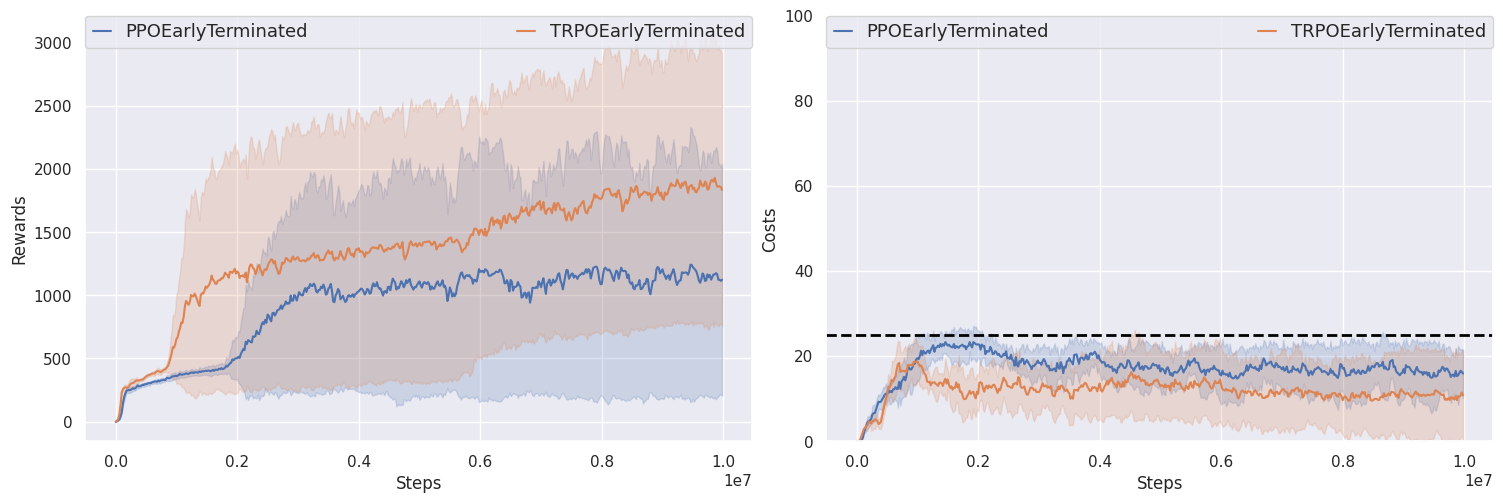 PPOEarlyTerminated TRPOEarlyTerminated
3000
2500
2000
1500
1000
500
0
Rewards
0.0 0.2 0.4 0.6 0.8 1.0
1e7
Steps
PPOEarlyTerminated TRPOEarlyTerminated
100
80
60
40
20
0
Costs
0.0 0.2 0.4 0.6 0.8 1.0
1e7
Steps